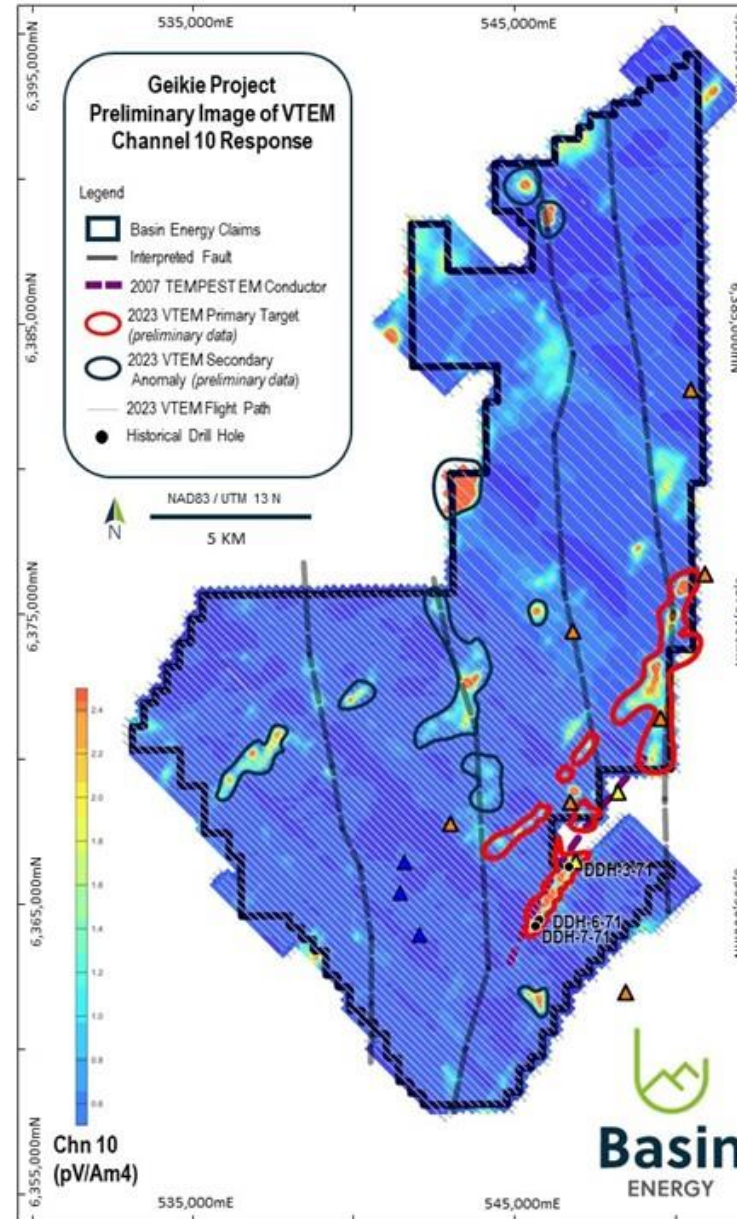 535,000mE
545,000mE
6,395,000mN
Geikie Project
Preliminary Image of VTEM
Channel 10 Response
Legend
Basin Energy Claims
Interpreted Fault
2007 TEMPEST EM Conductor
2023 VTEM Primary Target
(preliminary data)
2023 VTEM Secondary
Anomaly (preliminary data)
2023 VTEM Flight Path
Historical Drill Hole
6,385,000mN
N
NAD83 / UTM 13 N
5 KM
6,375,000mN
2.4
2.0
1.8
1.4
1.2
1.0
0.8
0.6
Chn 10
(pV/Am4)
DDH-3-71
DDH-6-71
DDH-7-71
6,365,000mN
6,355,000mN
Basin
ENERGY
535,000mE
545,000mE